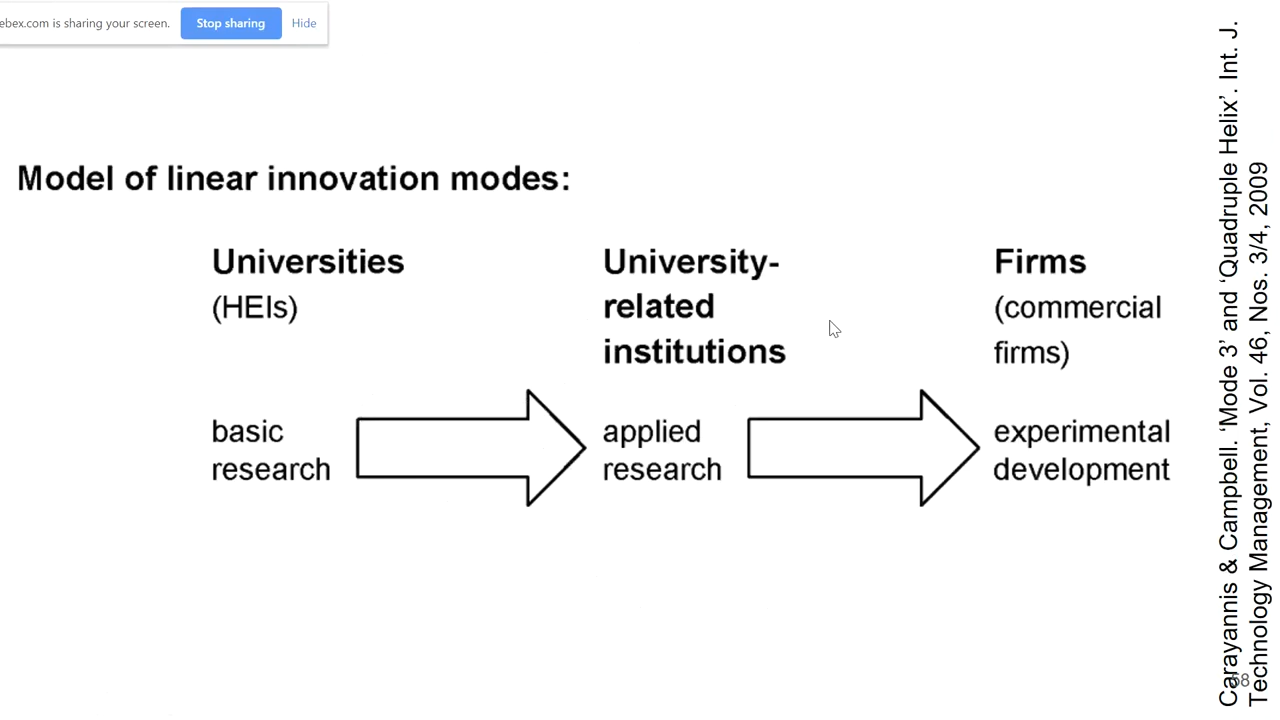 ebex.com is sharing your screen. Stop sharing Hide
Model of linear innovation modes:
Universities
(HEIs)
University-
related
institutions
Firms
(commercial
firms)
basic
research
applied
research
experimental
development
Carayannis & Campbell. ‘Mode 3’ and ‘Quadruple Helix’. Int. J.
Technology Management, Vol. 46, Nos. 3/4, 2009